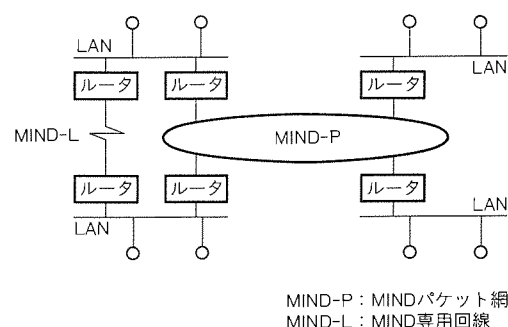 LAN
LAN
ルータ ルータ ルータ
MIND-L
MIND-P
ルータ ルータ ルータ
LAN
LAN
MIND-P：MINDパケット網
MIND-L：MIND専用回線